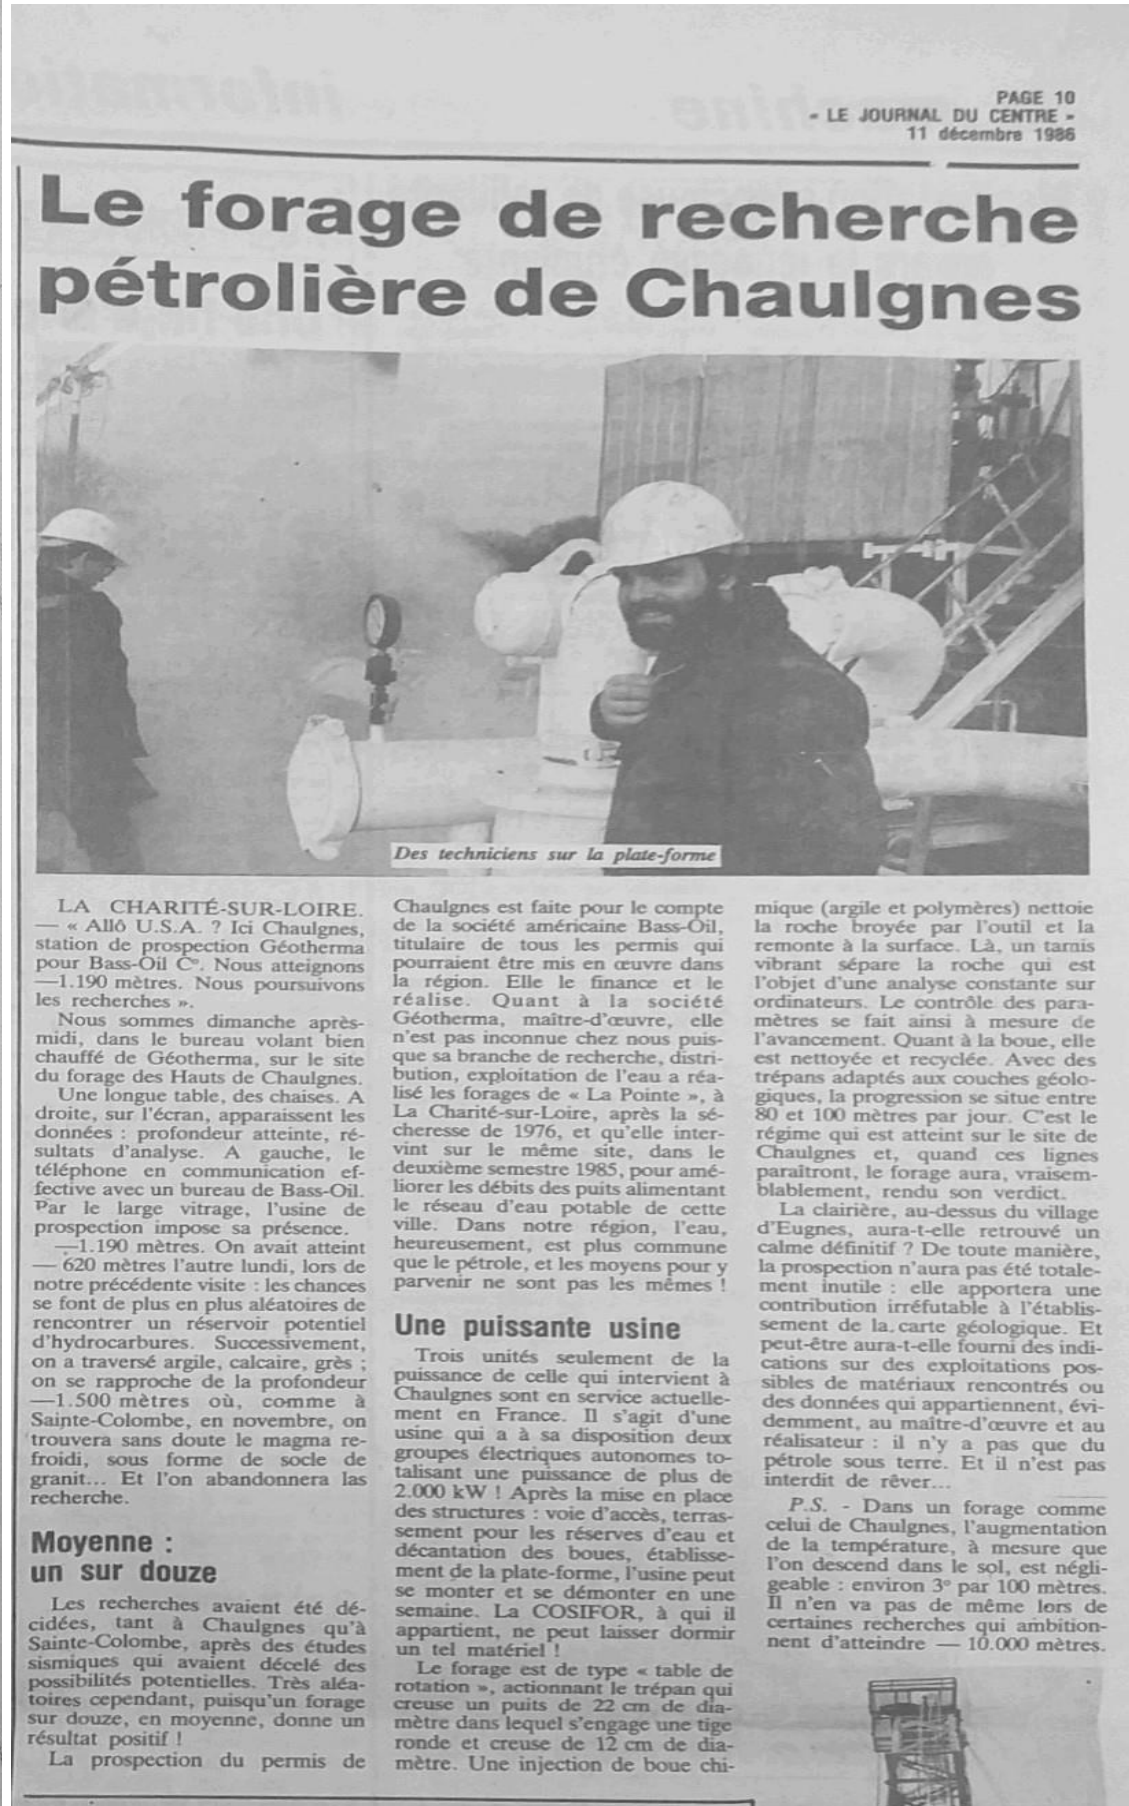 PAGE 10
« LE JOURNAL DU CENTRE »
11 décembre 1986
Le forage de recherche
pétrolière de Chaulgnes
Des techniciens sur la plate-forme
LA CHARITÉ-SUR-LOIRE.
— « Allô U.S.A. ? Ici Chaulgnes,
station de prospection Géotherma
pour Bass-Oil C°. Nous atteignons
—1.190 mètres. Nous poursuivons
les recherches ».
Nous sommes dimanche après-
midi, dans le bureau volant bien
chauffé de Géotherma, sur le site
du forage des Hauts de Chaulgnes.
Une longue table, des chaises. A
droite, sur l'écran, apparaissent les
données : profondeur atteinte, ré-
sultats d'analyse. A gauche, le
téléphone en communication ef-
fective avec un bureau de Bass-Oil.
Par le large vitrage, l'usine de
prospection impose sa présence.
—1.190 mètres. On avait atteint
— 620 mètres l'autre lundi, lors de
notre précédente visite : les chances
se font de plus en plus aléatoires de
rencontrer un réservoir potentiel
d'hydrocarbures. Successivement,
on a traversé argile, calcaire, grès ;
on se rapproche de la profondeur
—1.500 mètres où, comme à
Sainte-Colombe, en novembre, on
trouvera sans doute le magma re-
froidi, sous forme de socle de
granit... Et l'on abandonnera las
recherche.
Moyenne :
un sur douze
Les recherches avaient été dé-
cidées, tant à Chaulgnes qu'à
Sainte-Colombe, après des études
sismiques qui avaient décelé des
possibilités potentielles. Très aléa-
toires cependant, puisqu'un forage
sur douze, en moyenne, donne un
résultat positif !
La prospection du permis de
Chaulgnes est faite pour le compte
de la société américaine Bass-Oil,
titulaire de tous les permis qui
pourraient être mis en œuvre dans
la région. Elle le finance et le
réalise. Quant à la société
Géotherma, maître-d'œuvre, elle
n'est pas inconnue chez nous puis-
que sa branche de recherche, distri-
bution, exploitation de l'eau a réa-
lisé les forages de « La Pointe », à
La Charité-sur-Loire, après la sé-
cheresse de 1976, et qu'elle inter-
vint sur le même site, dans le
deuxième semestre 1985, pour amé-
liorer les débits des puits alimentant
le réseau d'eau potable de cette
ville. Dans notre région, l'eau,
heureusement, est plus commune
que le pétrole, et les moyens pour y
parvenir ne sont pas les mêmes !
Une puissante usine
Trois unités seulement de la
puissance de celle qui intervient à
Chaulgnes sont en service actuelle-
ment en France. Il s'agit d'une
usine qui a à sa disposition deux
groupes électriques autonomes to-
talisant une puissance de plus de
2.000 kW ! Après la mise en place
des structures : voie d'accès, terras-
sement pour les réserves d'eau et
décantation des boues, établisse-
ment de la plate-forme, l'usine peut
se monter et se démonter en une
semaine. La COSIFOR, à qui il
appartient, ne peut laisser dormir
un tel matériel !
Le forage est de type « table de
rotation », actionnant le trépan qui
creuse un puits de 22 cm de dia-
mètre dans lequel s'engage une tige
ronde et creuse de 12 cm de dia-
mètre. Une injection de boue chi-
mique (argile et polymères) nettoie
la roche broyée par l'outil et la
remonte à la surface. Là, un tamis
vibrant sépare la roche qui est
l'objet d'une analyse constante sur
ordinateurs. Le contrôle des para-
mètres se fait ainsi à mesure de
l'avancement. Quant à la boue, elle
est nettoyée et recyclée. Avec des
trépans adaptés aux couches géolo-
giques, la progression se situe entre
80 et 100 mètres par jour. C'est le
régime qui est atteint sur le site de
Chaulgnes et, quand ces lignes
paraîtront, le forage aura, vraisem-
blablement, rendu son verdict.
La clairière, au-dessus du village
d'Eugnes, aura-t-elle retrouvé un
calme définitif ? De toute manière,
la prospection n'aura pas été totale-
ment inutile : elle apportera une
contribution irréfutable à l'établis-
sement de la carte géologique. Et
peut-être aura-t-elle fourni des indi-
cations sur des exploitations pos-
sibles de matériaux rencontrés ou
des données qui appartiennent, évi-
demment, au maître-d'œuvre et au
réalisateur : il n'y a pas que du
pétrole sous terre. Et il n'est pas
interdit de rêver...
P.S. - Dans un forage comme
celui de Chaulgnes, l'augmentation
de la température, à mesure que
l'on descend dans le sol, est négli-
geable : environ 3° par 100 mètres.
Il n'en va pas de même lors de
certaines recherches qui ambition-
nent d'atteindre — 10.000 mètres.